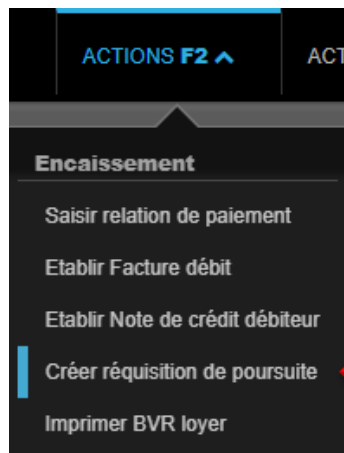 ACTIONS F2 ACT
Encaissement
Saisir relation de paiement
Etablir Facture débit
Etablir Note de crédit débiteur
Créer réquisition de poursuite
Imprimer BVR loyer